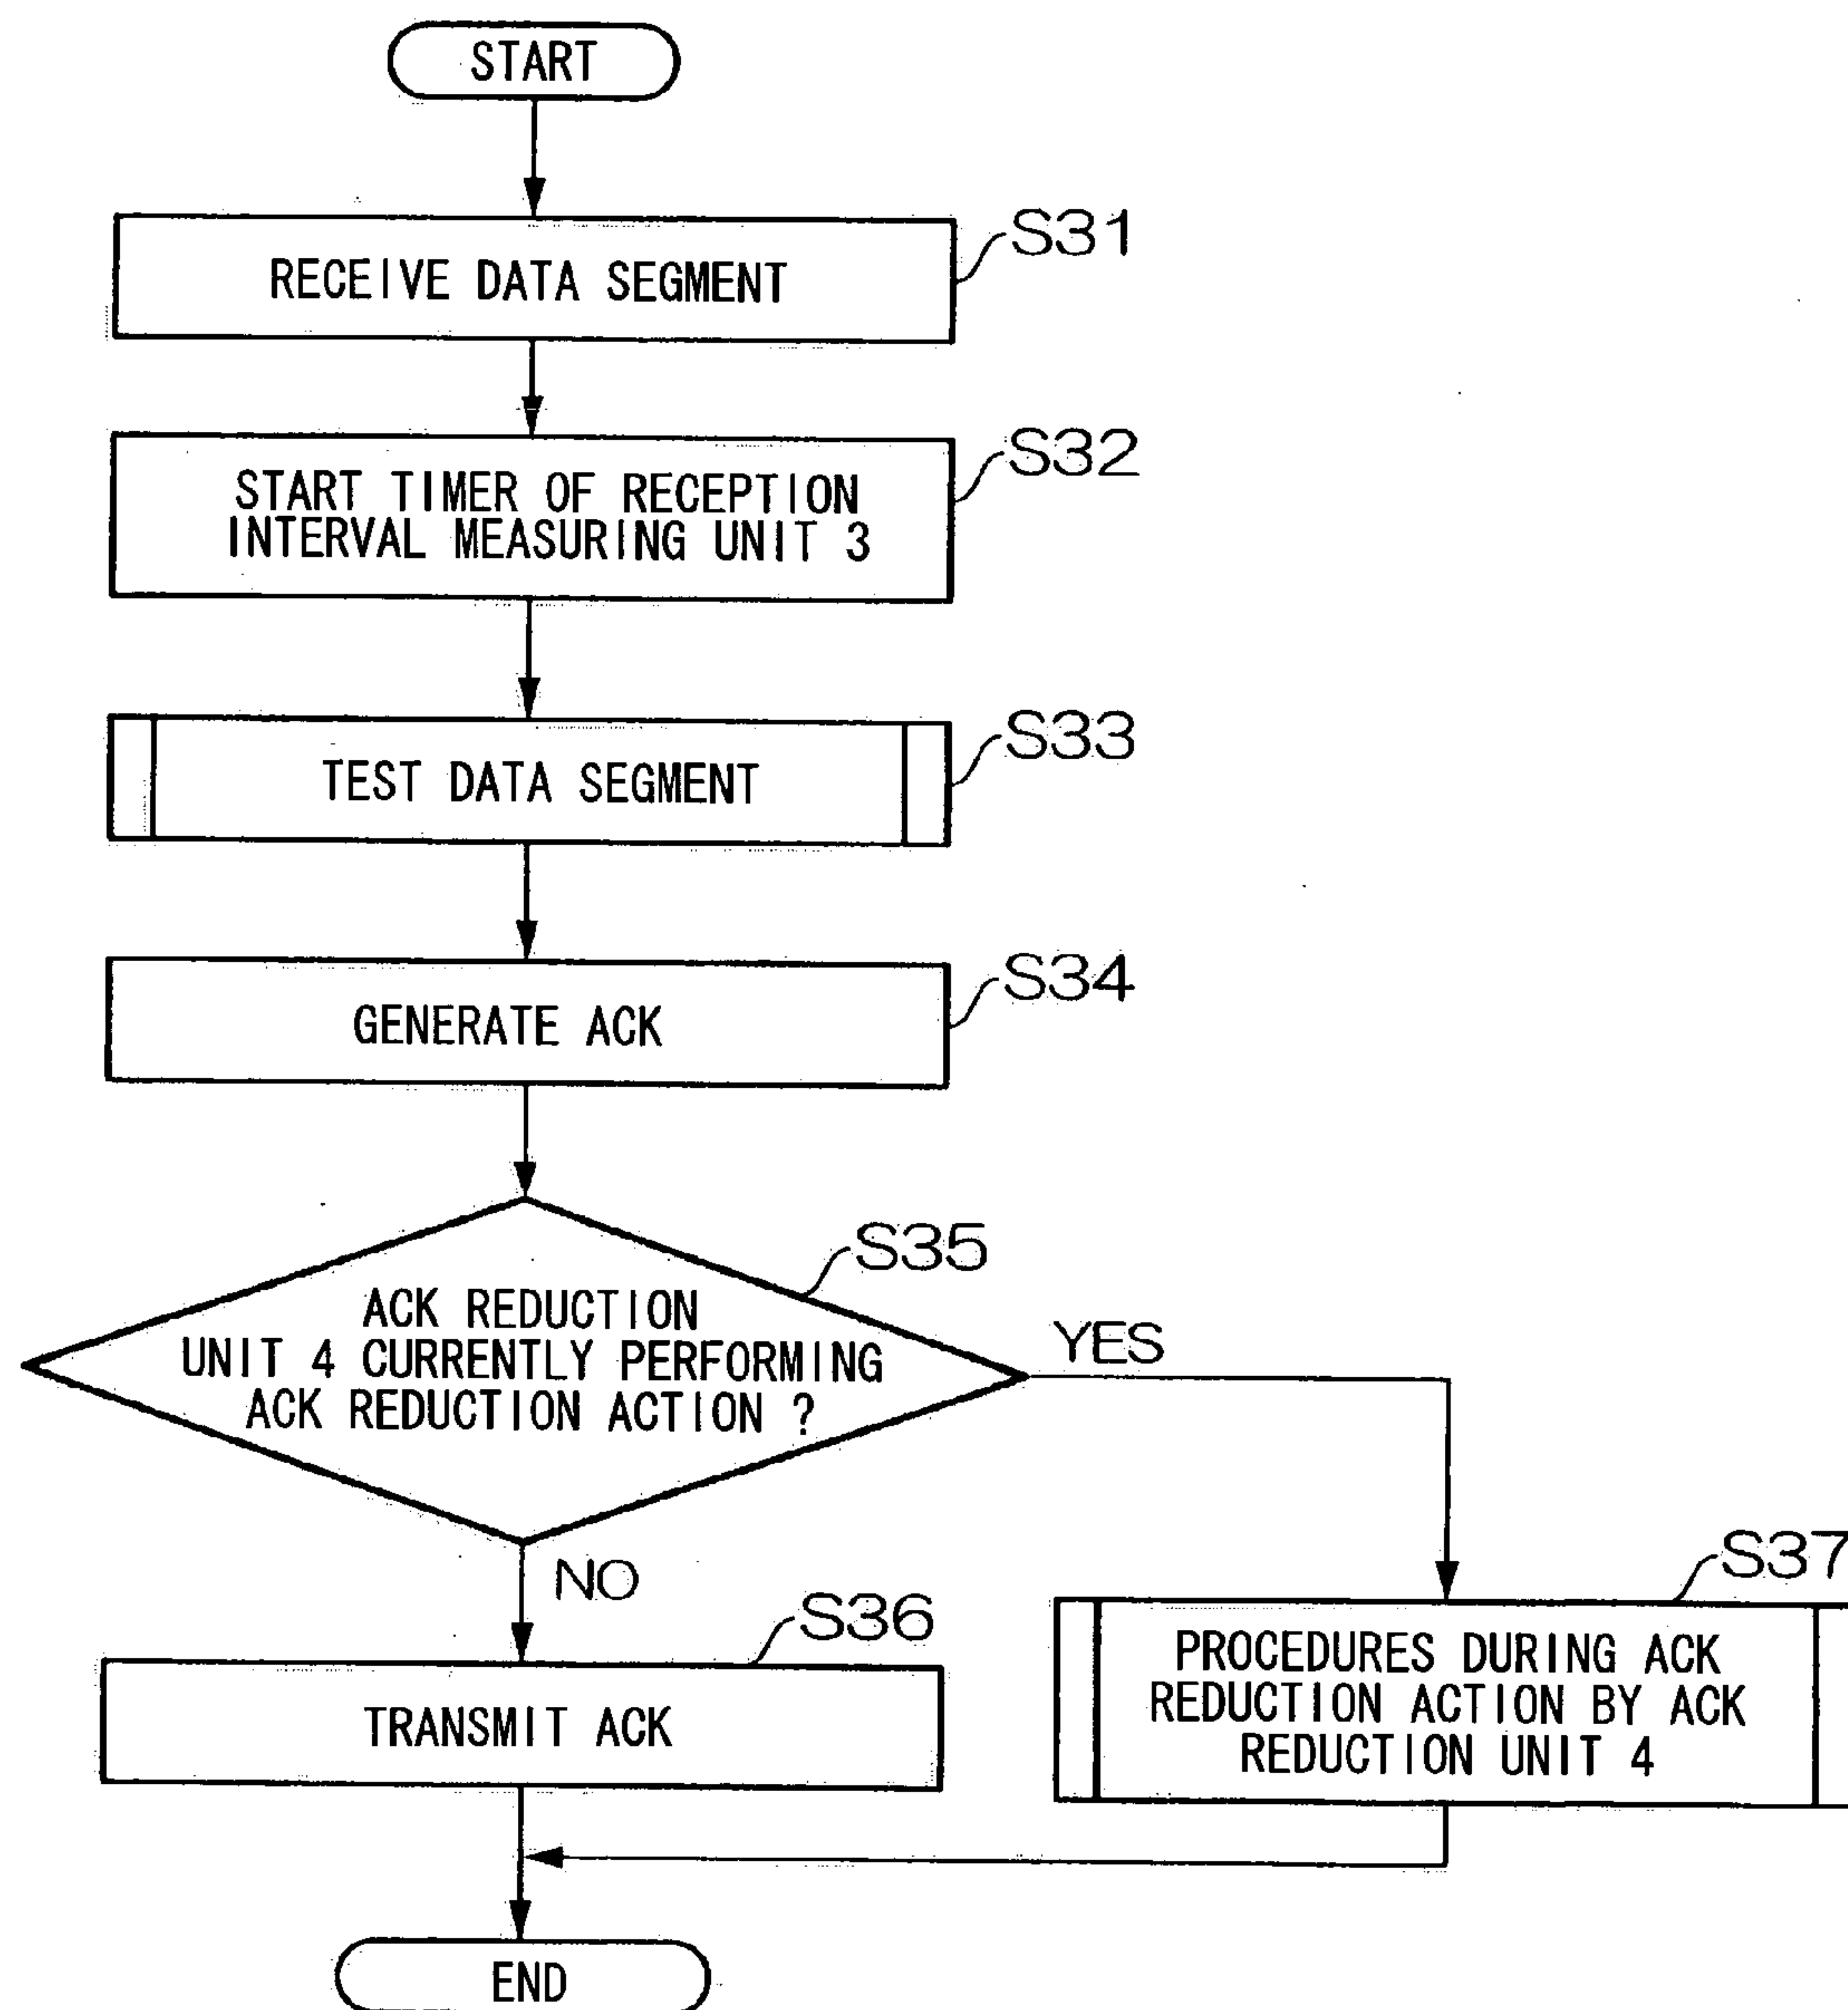 START
S31
RECEIVE DATA SEGMENT
S32
START TIMER OF RECEPTION
INTERVAL MEASURING UNIT 3
S33
TEST DATA SEGMENT
S34
GENERATE ACK
S35
ACK REDUCTION
UNIT 4 CURRENTLY PERFORMING
ACK REDUCTION ACTION ?
YES
NO
S36
TRANSMIT ACK
S37
PROCEDURES DURING ACK
REDUCTION ACTION BY ACK
REDUCTION UNIT 4
END